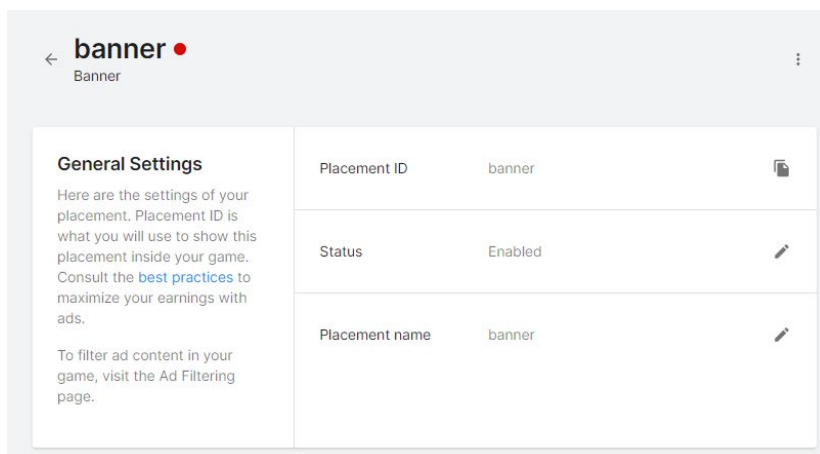 banner
Banner
General Settings
Here are the settings of your
placement. Placement ID is
what you will use to show this
placement inside your game.
Consult the best practices to
maximize your earnings with
ads.
To filter ad content in your
game, visit the Ad Filtering
page.
Placement ID banner
Status Enabled
Placement name banner